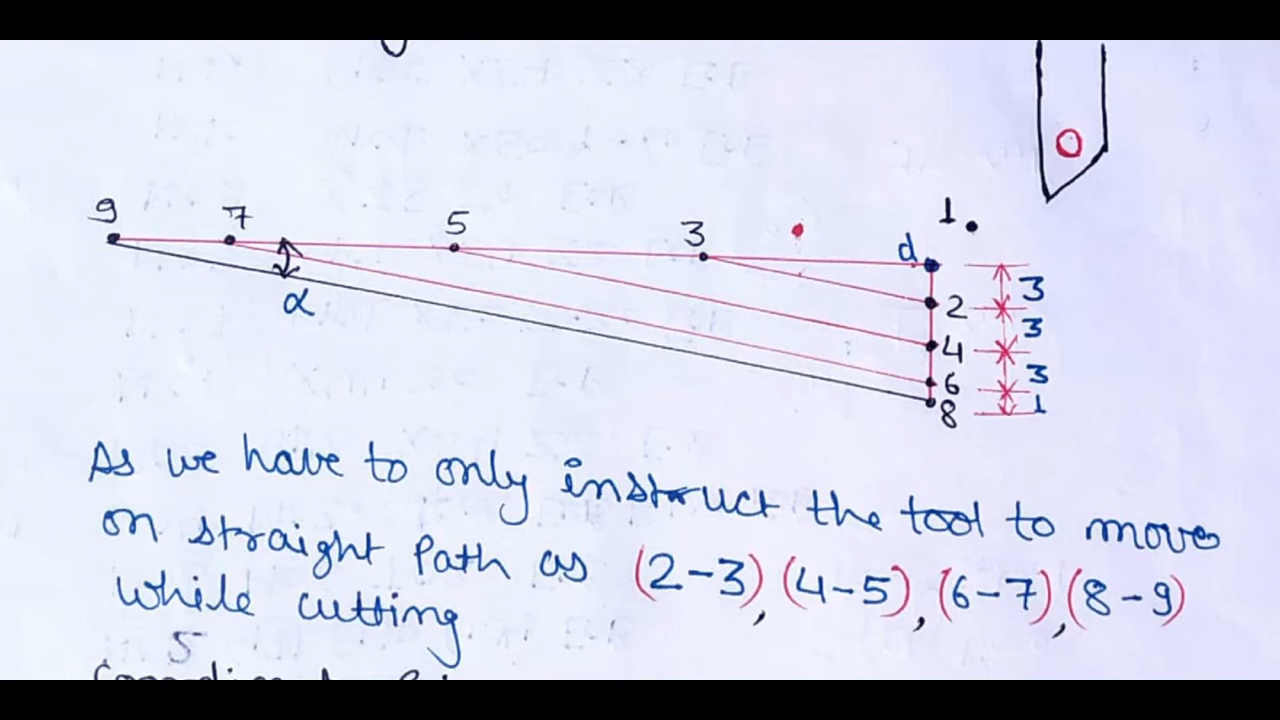 O
9 7 5 3 d 1
α
2 3
4 3
6 3
8 1
As we have to only instruct the tool to move
on straight Path as (2-3), (4-5), (6-7), (8-9)
while cutting
5